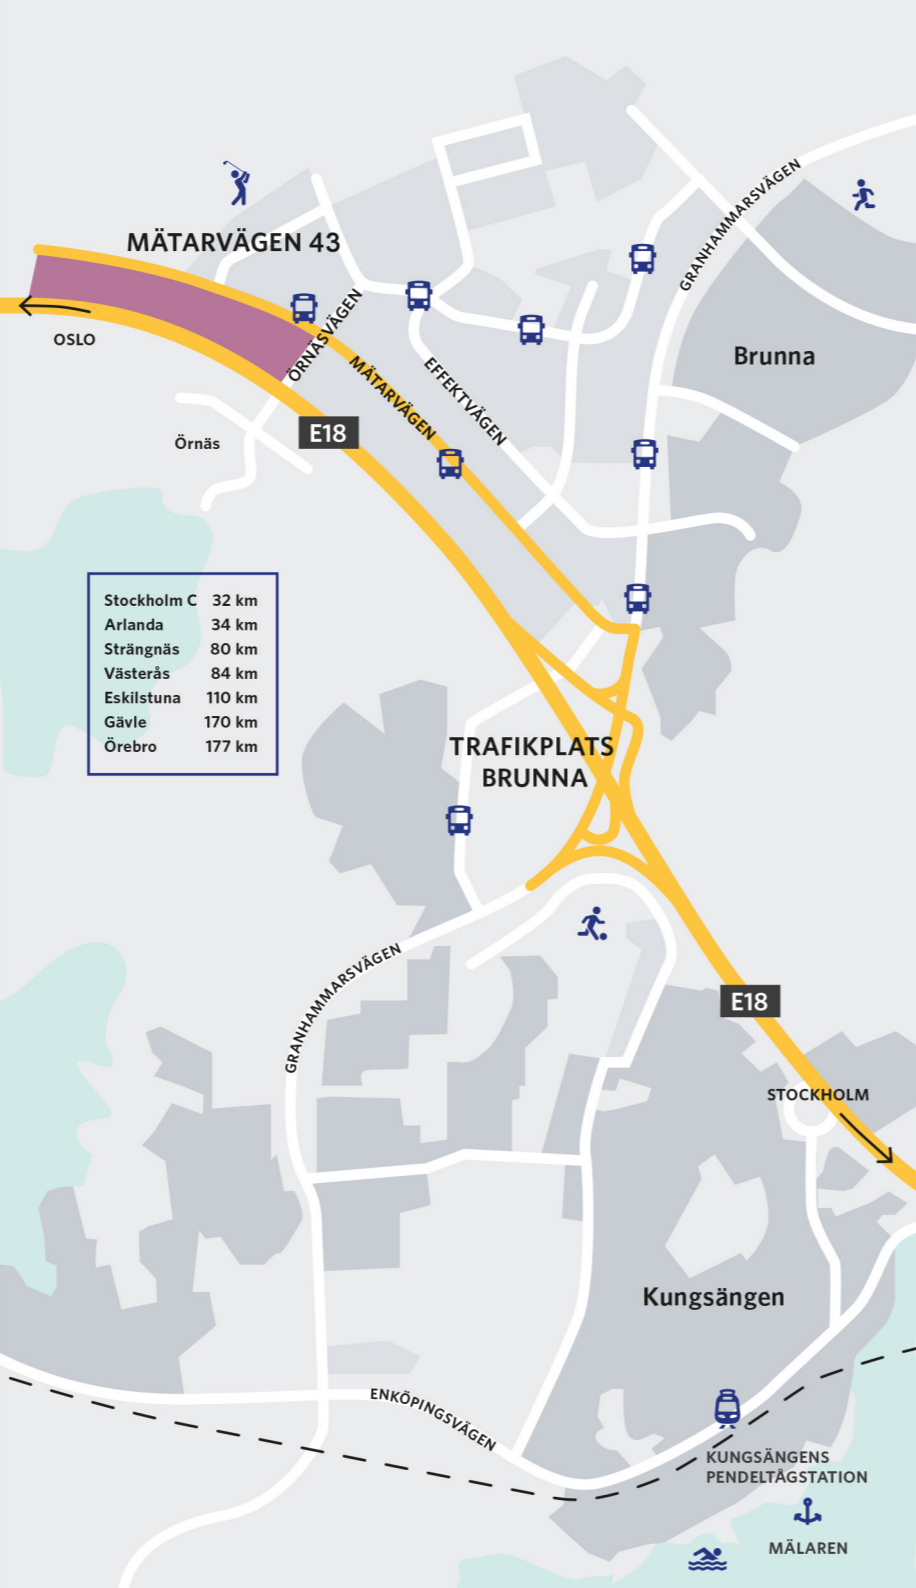 GRANHAMMARSVÄGEN
MÄTARVÄGEN 43
OSLO
ÖRNÄSVÄGEN
MÄTARVÄGEN
EFFEKTVÄGEN
Brunna
E18
Örnäs
Stockholm C 32 km
Arlanda 34 km
Strängnäs 80 km
Västerås 84 km
Eskilstuna 110 km
Gävle 170 km
Örebro 177 km
TRAFIKPLATS
BRUNNA
GRANHAMMARSVÄGEN
E18
STOCKHOLM
Kungsängen
ENKÖPINGSVÄGEN
KUNGSÄNGENS
PENDELTÅGSTATION
MÄLAREN